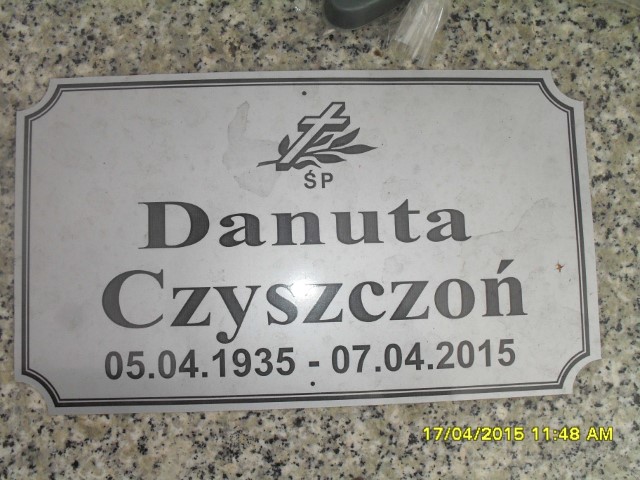 ŚP
Danuta
Czyszczoń
05.04.1935 - 07.04.2015
17/04/2015 11:48 AM